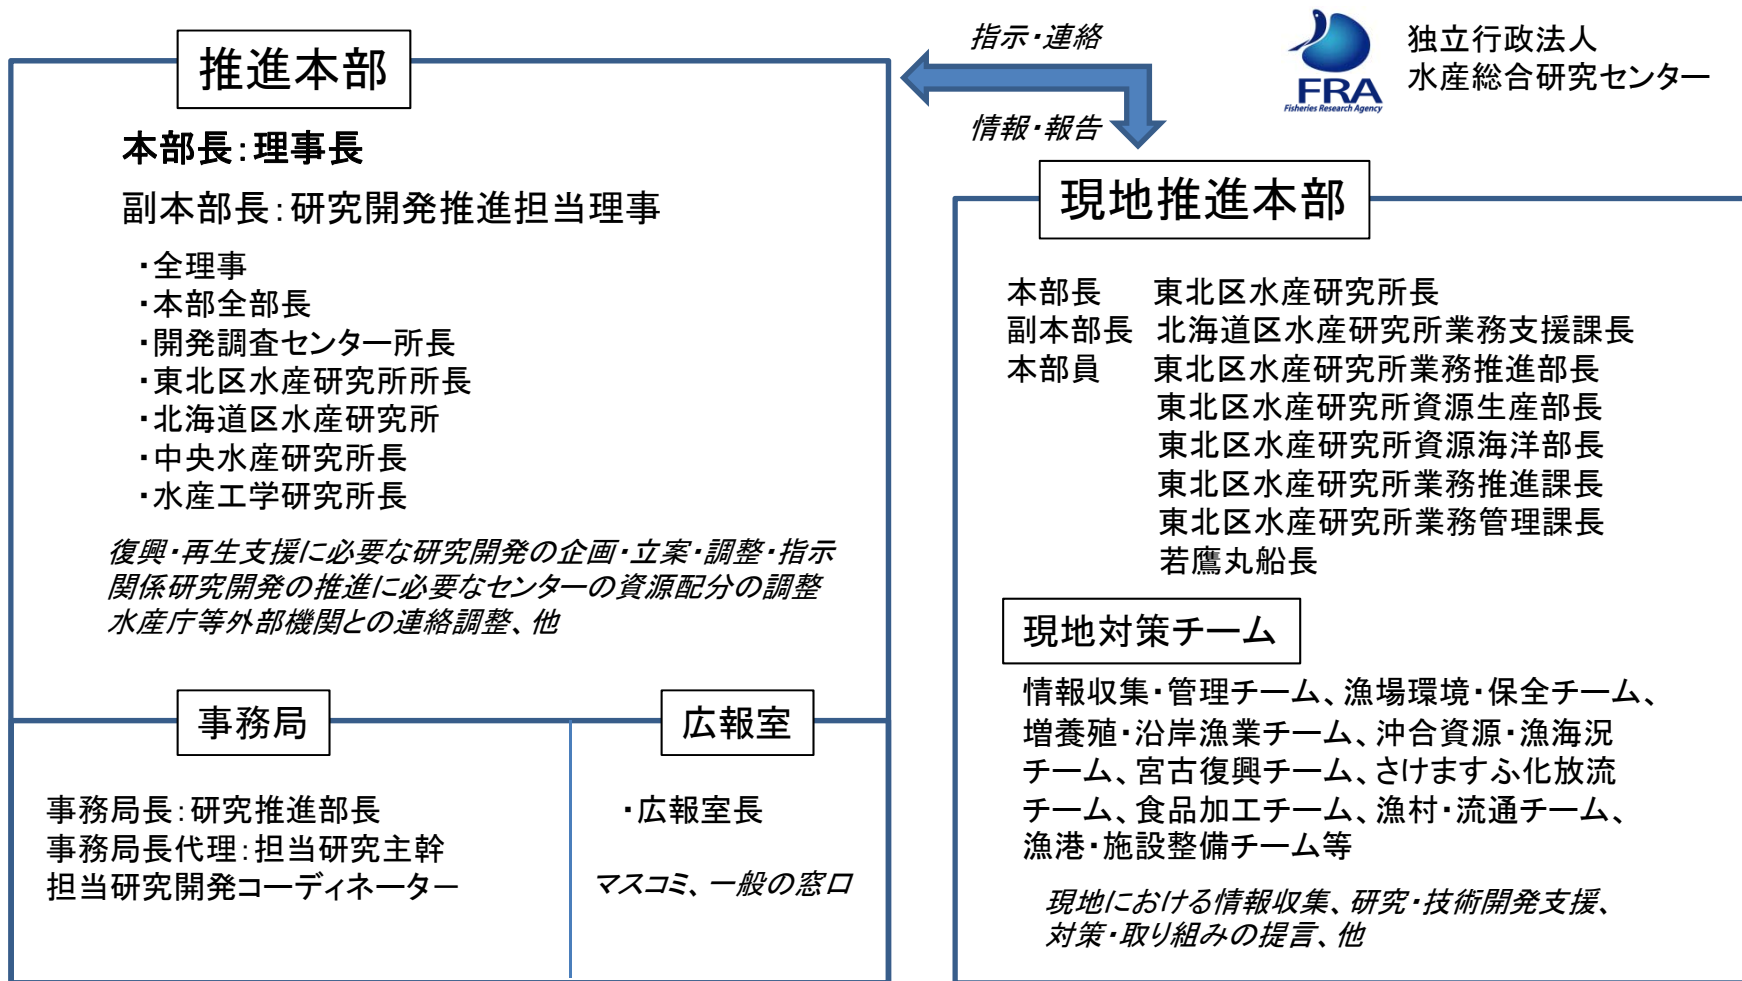 推進本部
本部長:理事長
副本部長:研究開発推進担当理事
・全理事
・本部全部長
・開発調査センター所長
・東北区水産研究所所長
・北海道区水産研究所
・中央水産研究所長
・水産工学研究所長
復興・再生支援に必要な研究開発の企画・立案・調整・指示
関係研究開発の推進に必要なセンターの資源配分の調整
水産庁等外部機関との連絡調整、他
事務局
事務局長:研究推進部長
事務局長代理:担当研究主幹
担当研究開発コーディネーター
広報室
・広報室長
マスコミ、一般の窓口
指示・連絡
情報・報告
FRA
Fisheries Research Agency
独立行政法人
水産総合研究センター
現地推進本部
本部長 東北区水産研究所長
副本部長 北海道区水産研究所業務支援課長
本部員 東北区水産研究所業務推進部長
東北区水産研究所資源生産部長
東北区水産研究所資源海洋部長
東北区水産研究所業務推進課長
東北区水産研究所業務管理課長
若鷹丸船長
現地対策チーム
情報収集・管理チーム、漁場環境・保全チーム、
増養殖・沿岸漁業チーム、沖合資源・漁海況
チーム、宮古復興チーム、さけますふ化放流
チーム、食品加工チーム、漁村・流通チーム、
漁港・施設整備チーム等
現地における情報収集、研究・技術開発支援、
対策・取り組みの提言、他